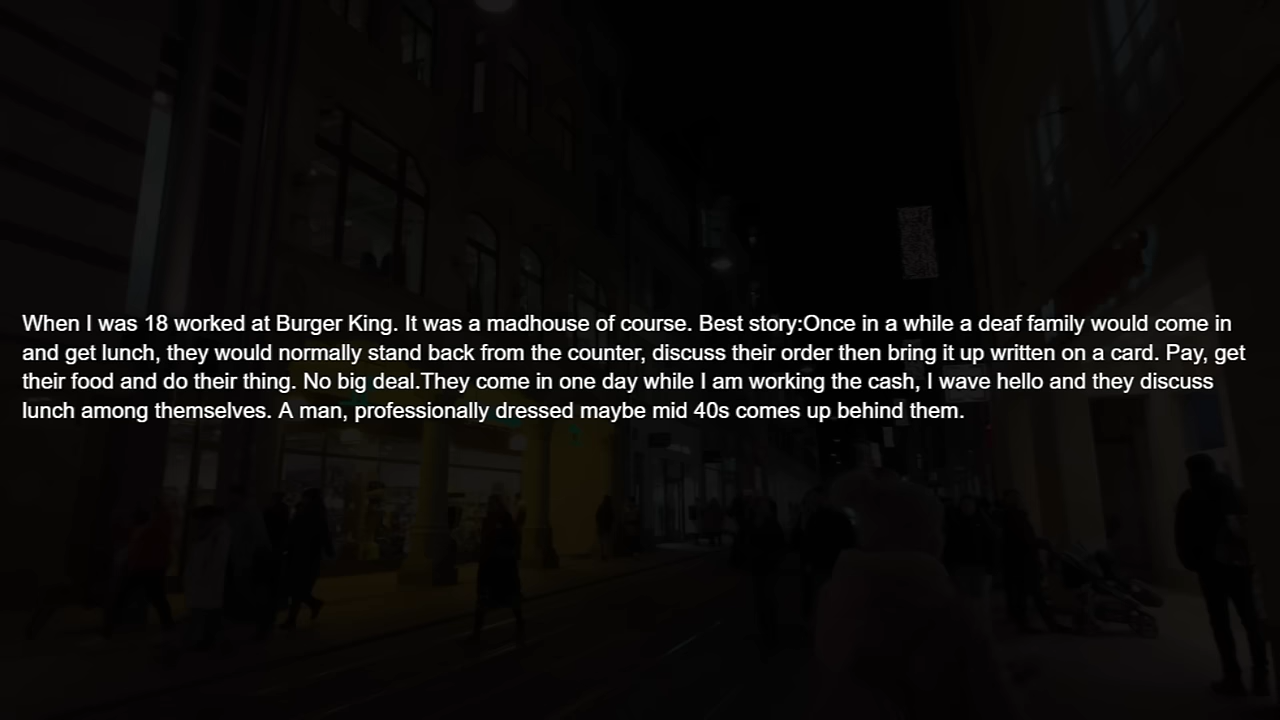 When I was 18 worked at Burger King. It was a madhouse of course. Best story:Once in a while a deaf family would come in
and get lunch, they would normally stand back from the counter, discuss their order then bring it up written on a card. Pay, get
their food and do their thing. No big deal.They come in one day while I am working the cash, I wave hello and they discuss
lunch among themselves. A man, professionally dressed maybe mid 40s comes up behind them.